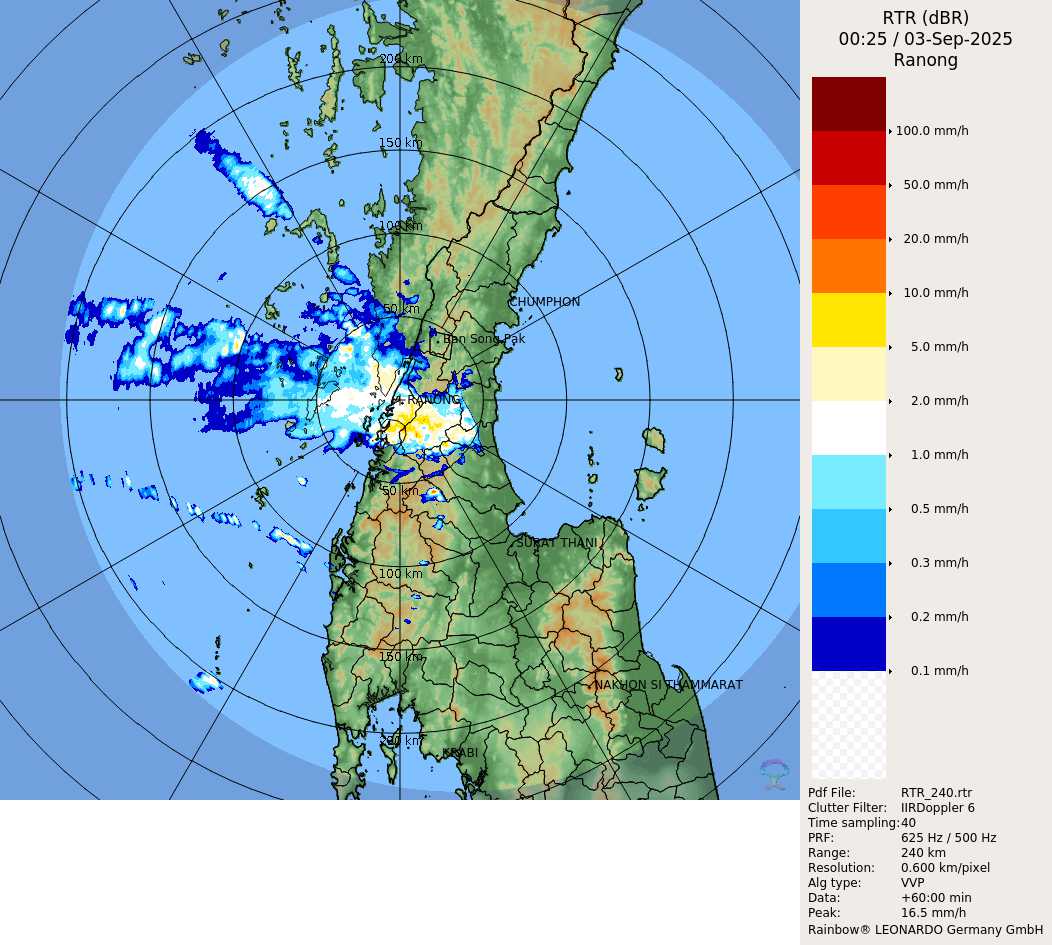 RTR (dBR)
00:25 / 03-Sep-2025
Ranong
200 km
150 km
100 km
50 km
CHUMPHON
Ban Song Pak
RANONG
50 km
SURAT THANI
100 km
150 km
NAKHON SI THAMMARAT
200 km
KRABI
100.0 mm/h
50.0 mm/h
20.0 mm/h
10.0 mm/h
5.0 mm/h
2.0 mm/h
1.0 mm/h
0.5 mm/h
0.3 mm/h
0.2 mm/h
0.1 mm/h
Pdf File: RTR_240.rtr
Clutter Filter: IIRDoppler 6
Time sampling:40
PRF: 625 Hz / 500 Hz
Range: 240 km
Resolution: 0.600 km/pixel
Alg type: VVP
Data: +60:00 min
Peak: 16.5 mm/h
Rainbow® LEONARDO Germany GmbH